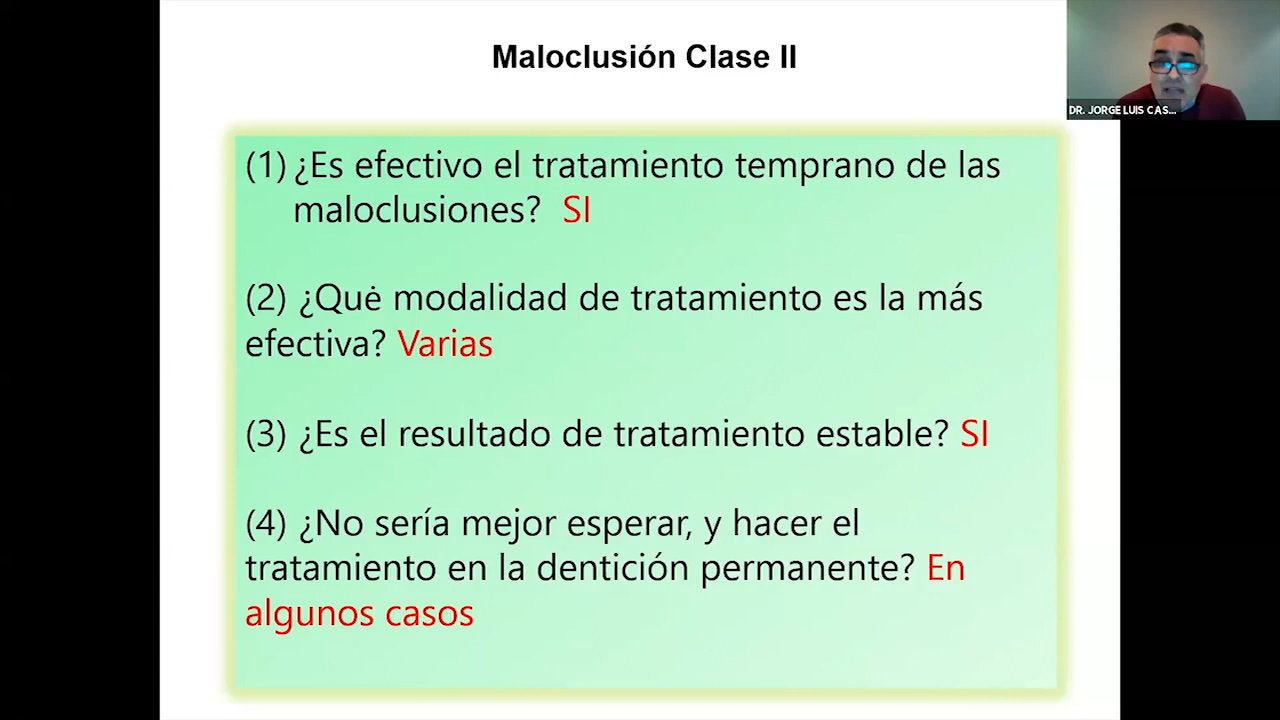 Maloclusión Clase II
DR. JORGE LUIS CAS...
(1) ¿Es efectivo el tratamiento temprano de las
maloclusiones? SI
(2) ¿Qué modalidad de tratamiento es la más
efectiva? Varias
(3) ¿Es el resultado de tratamiento estable? SI
(4) ¿No sería mejor esperar, y hacer el
tratamiento en la dentición permanente? En
algunos casos